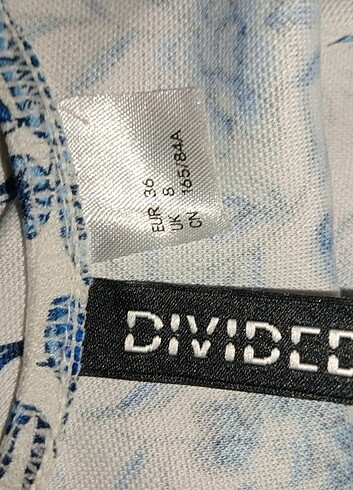 EUR 36
UK 8
CN 165/84A
DIVIDED